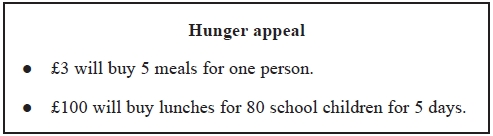 Hunger appeal
● £3 will buy 5 meals for one person.
● £100 will buy lunches for 80 school children for 5 days.